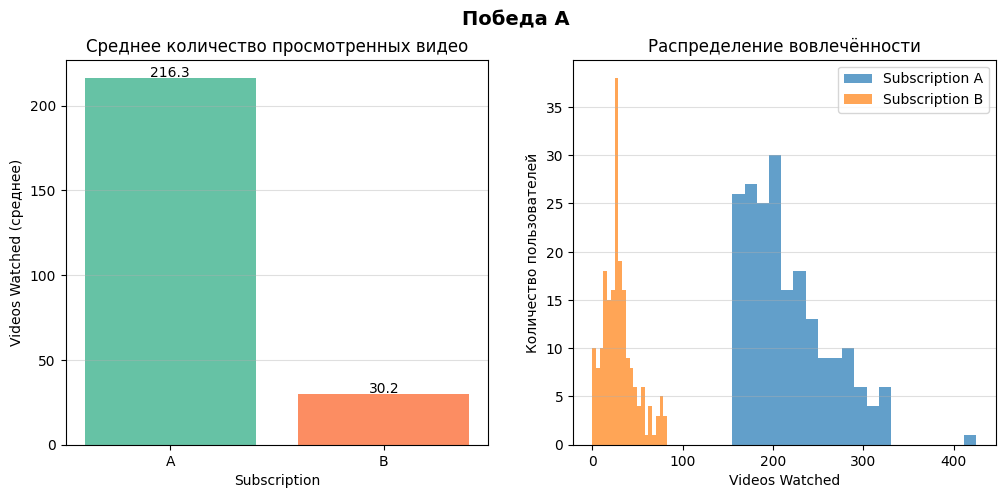 Победа А
Среднее количество просмотренных видео
216.3
30.2
200
150
100
50
0
Videos Watched (среднее)
A
B
Subscription
Распределение вовлечённости
Subscription A
Subscription B
35
30
25
20
15
10
5
0
Количество пользователей
0
100
200
300
400
Videos Watched